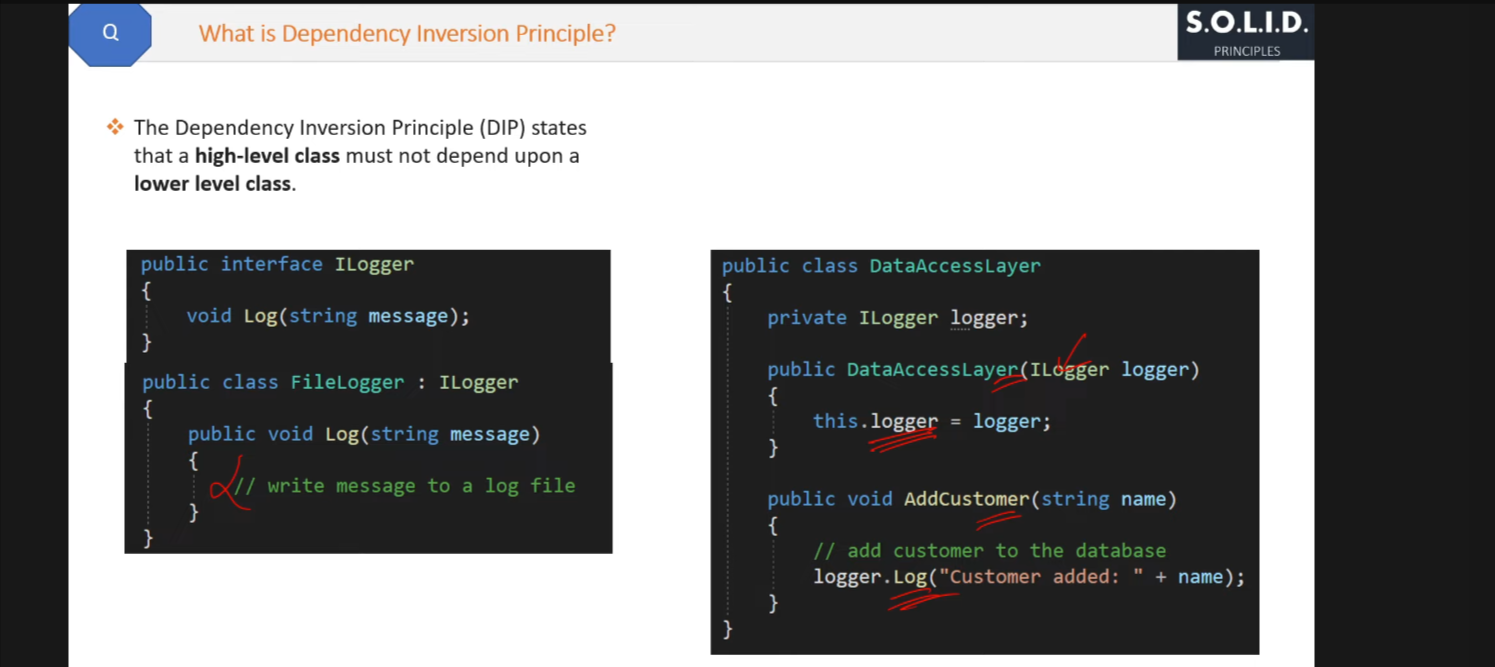 Q
What is Dependency Inversion Principle?
S.O.L.I.D.
PRINCIPLES
The Dependency Inversion Principle (DIP) states
that a high-level class must not depend upon a
lower level class.
public interface ILogger
{
void Log(string message);
}
public class FileLogger : ILogger
{
public void Log(string message)
{
// write message to a log file
}
}
public class DataAccessLayer
{
private ILogger logger;
public DataAccessLayer(ILogger logger)
{
this.logger = logger;
}
public void AddCustomer(string name)
{
// add customer to the database
logger.Log("Customer added: " + name);
}
}